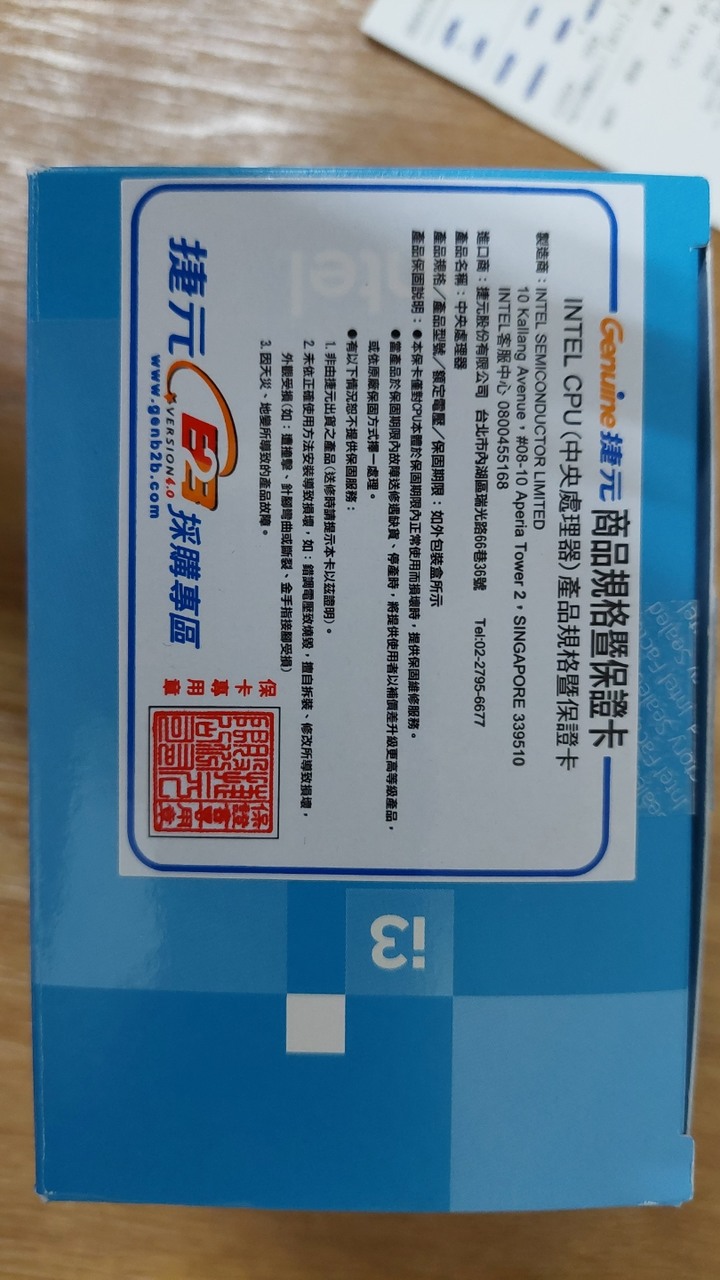 Genuine 捷元 商品規格暨保證卡
INTEL CPU(中央處理器)產品規格暨保證卡
製造商：INTEL SEMICONDUCTOR LIMITED
10 Kallang Avenue，#08-10 Aperia Tower 2，SINGAPORE 339510
INTEL客服中心 0800455168
進口商：捷元股份有限公司 台北市內湖區瑞光路66巷36號 Tel:02-2795-6677
產品名稱：中央處理器
產品規格／產品型號／額定電壓／保固期限：如外包裝盒所示
產品保固説明：●本保卡僅對CPU本體於保固期限內正常使用而損壞時，提供保固維修服務。
●當產品於保固期限內故障送修遇缺貨、停產時，將提供使用者以補價差升級更高等級產品，
或依原廠保固方式擇一處理。
●有以下情況恕不提供保固服務：
1. 非由捷元出貨之產品(送修時請提示本卡以茲證明)。
2. 未依正確使用方法安裝導致損壞，如：錯調電壓致燒毀，擅自拆裝、修改所導致損壞，
外觀受損(如：遭撞擊、針腳彎曲或斷裂、金手指接腳受損)
3. 因天災、地變所導致的產品故障。
捷元 B2B 採購專區
VERSION4.0
www.genb2b.com
保固專用章
保卡專用章
intel
i3